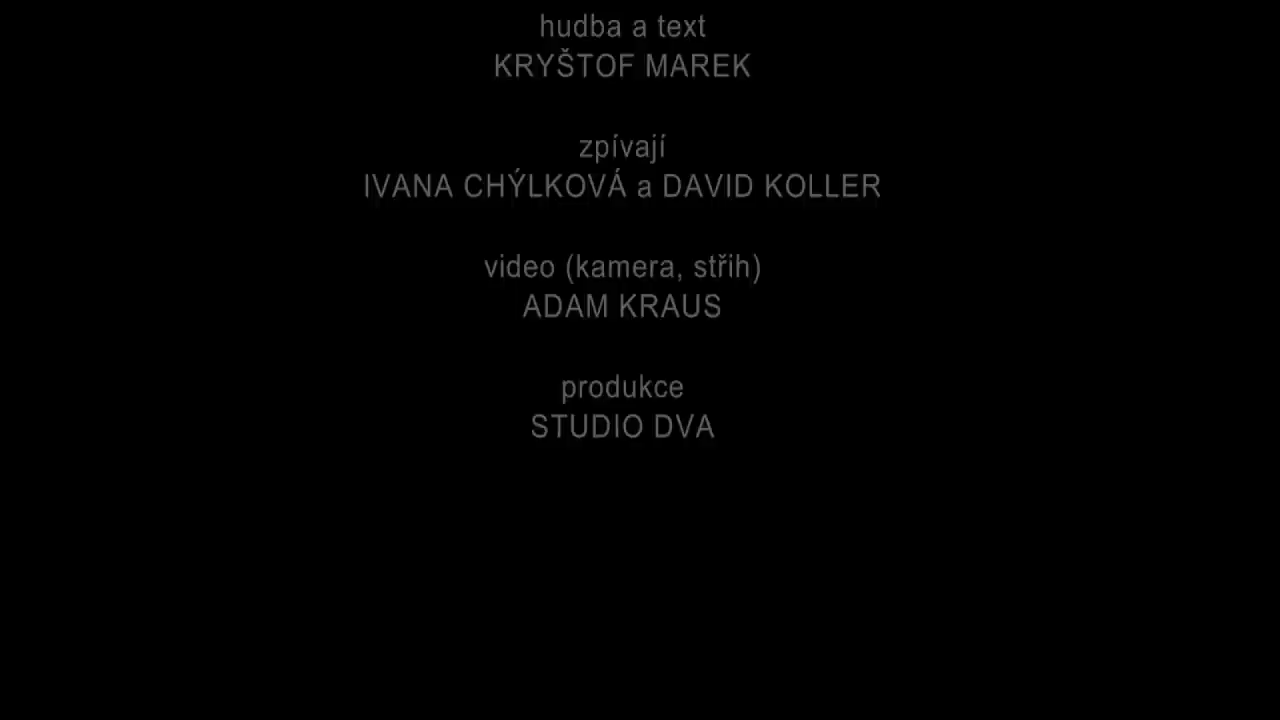 hudba a text
KRYŠTOF MAREK
zpívají
IVANA CHÝLKOVÁ a DAVID KOLLER
video (kamera, střih)
ADAM KRAUS
produkce
STUDIO DVA